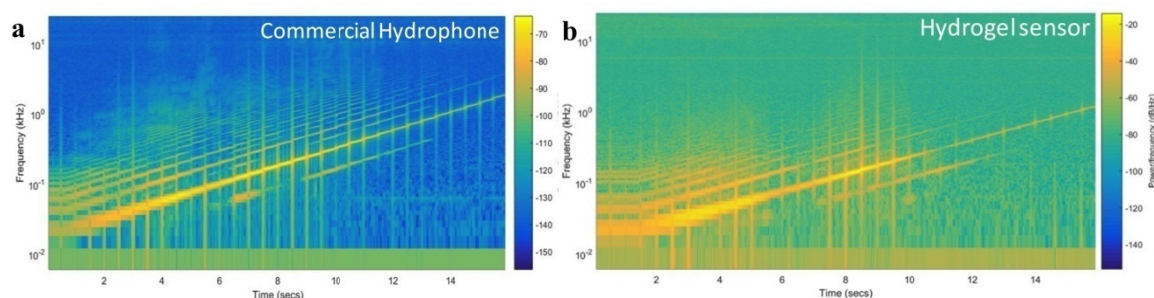 a
Commercial Hydrophone
10¹
10⁰
10⁻¹
10⁻²
Frequency (kHz)
2 4 6 8 10 12 14
Time (secs)
-70
-80
-90
-100
-110
-120
-130
-140
-150
b
Hydrogel sensor
10¹
10⁰
10⁻¹
10⁻²
Frequency (kHz)
2 4 6 8 10 12 14
Time (secs)
-20
-40
-60
-80
-100
-120
-140
Power/frequency (dB/Hz)